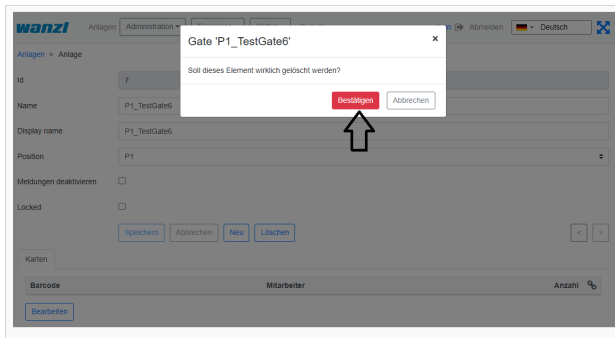 wanzl Anlagen Administration Abmelden Deutsch
Gate 'P1_TestGate6' ×
Anlagen > Anlage
Soll dieses Element wirklich gelöscht werden?
Id 7
Bestätigen Abbrechen
Name P1_TestGate6
Display name P1_TestGate6
Position P1
Meldungen deaktivieren
Locked
Speichern Abbrechen Neu Löschen < >
Karten
Barcode Mitarbeiter Anzahl
Bearbeiten